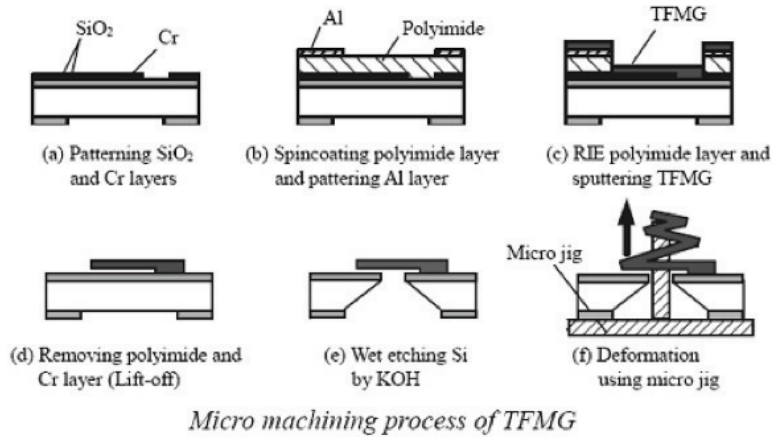 SiO₂
Cr
Al
Polyimide
TFMG
(a) Patterning SiO₂
and Cr layers
(b) Spincoating polyimide layer
and pattering Al layer
(c) RIE polyimide layer and
sputtering TFMG
Micro jig
(d) Removing polyimide and
Cr layer (Lift-off)
(e) Wet etching Si
by KOH
(f) Deformation
using micro jig
Micro machining process of TFMG